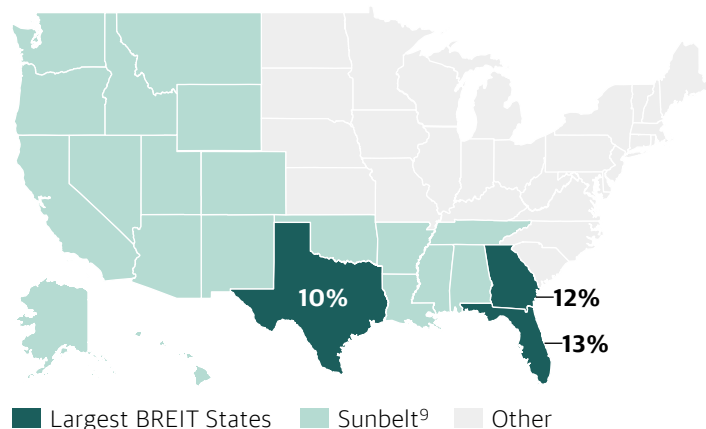 10%
12%
13%
Largest BREIT States
Sunbelt⁹
Other